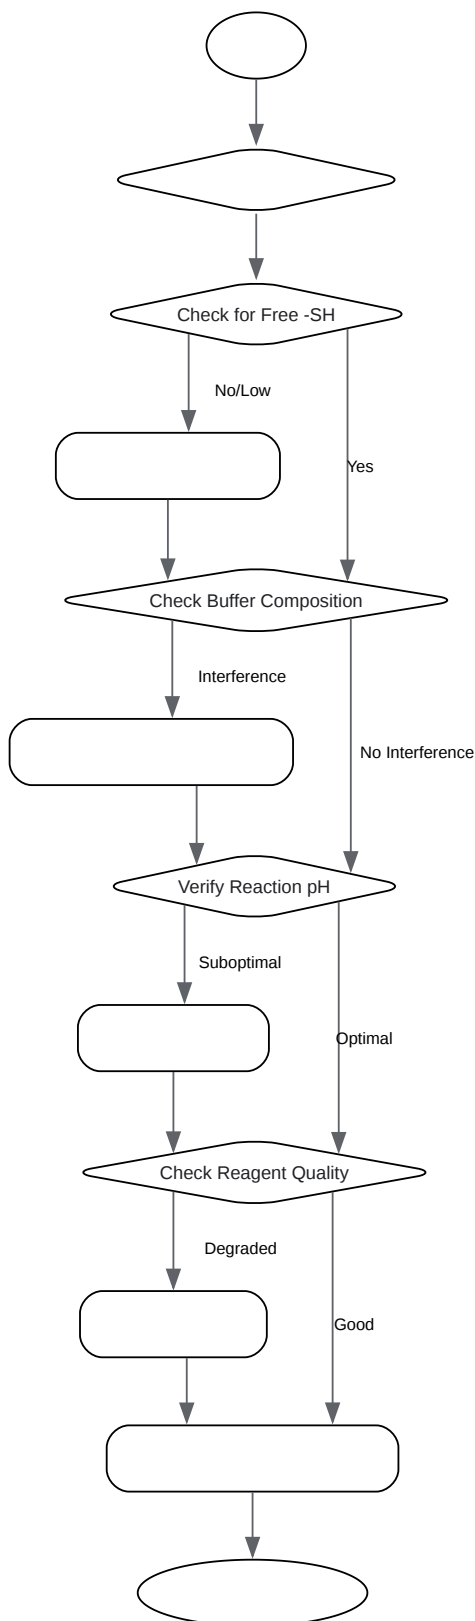 Check for Free -SH
No/Low
Yes
Check Buffer Composition
Interference
No Interference
Verify Reaction pH
Suboptimal
Optimal
Check Reagent Quality
Degraded
Good